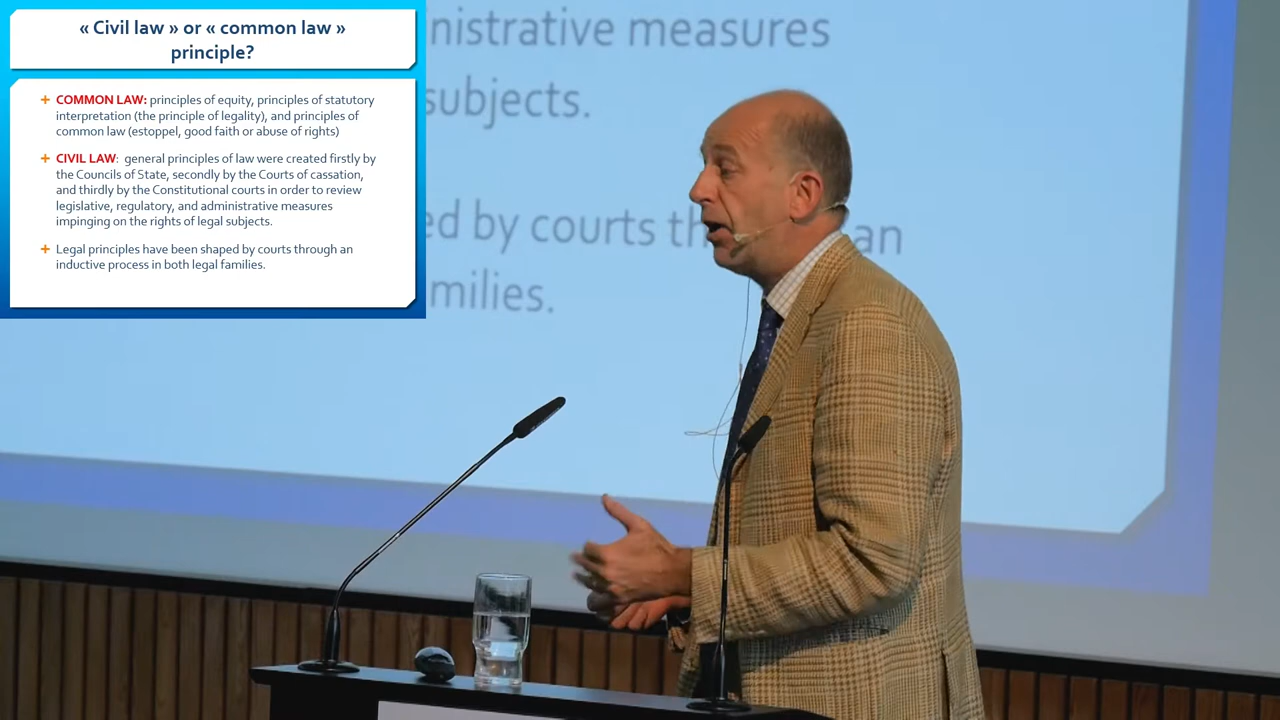 « Civil law » or « common law »
principle?
COMMON LAW: principles of equity, principles of statutory
interpretation (the principle of legality), and principles of
common law (estoppel, good faith or abuse of rights)
CIVIL LAW: general principles of law were created firstly by
the Councils of State, secondly by the Courts of cassation,
and thirdly by the Constitutional courts in order to review
legislative, regulatory, and administrative measures
impinging on the rights of legal subjects.
Legal principles have been shaped by courts through an
inductive process in both legal families.
nistrative measures
subjects.
ed by courts th an
milies.